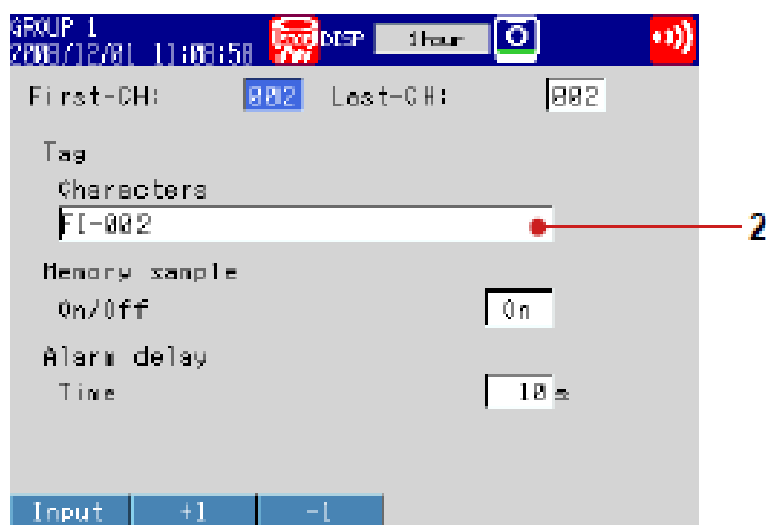 GROUP 1
2008/12/01 11:08:58 DISP 1hour
First-CH: 002 Last-CH: 002
Tag
Characters
FI-002
2
Memory sample
On/Off On
Alarm delay
Time 10 s
Input +1 -1